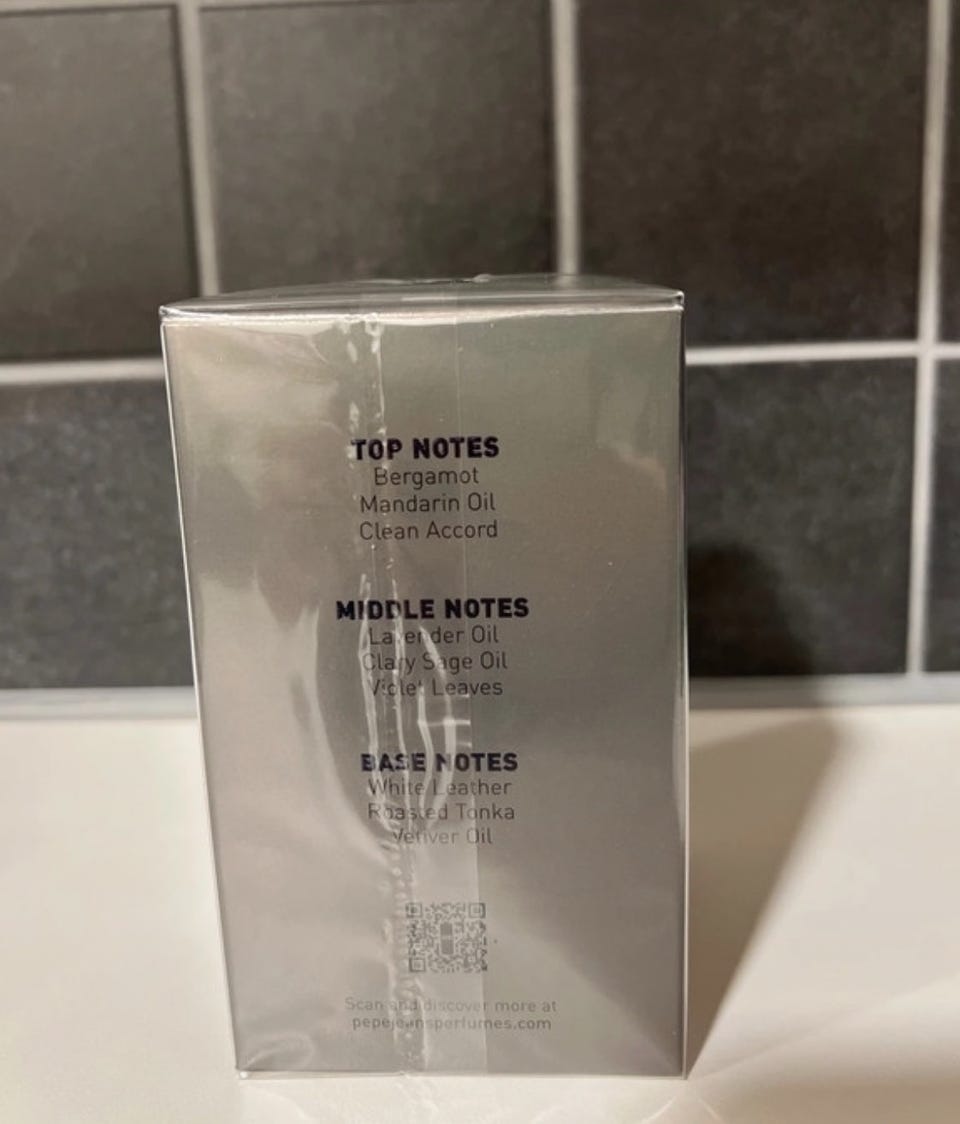 TOP NOTES
Bergamot
Mandarin Oil
Clean Accord
MIDDLE NOTES
Lavender Oil
Clary Sage Oil
Violet Leaves
BASE NOTES
White Leather
Roasted Tonka
Vetiver Oil
Scan and discover more at
pepejeansperfumes.com